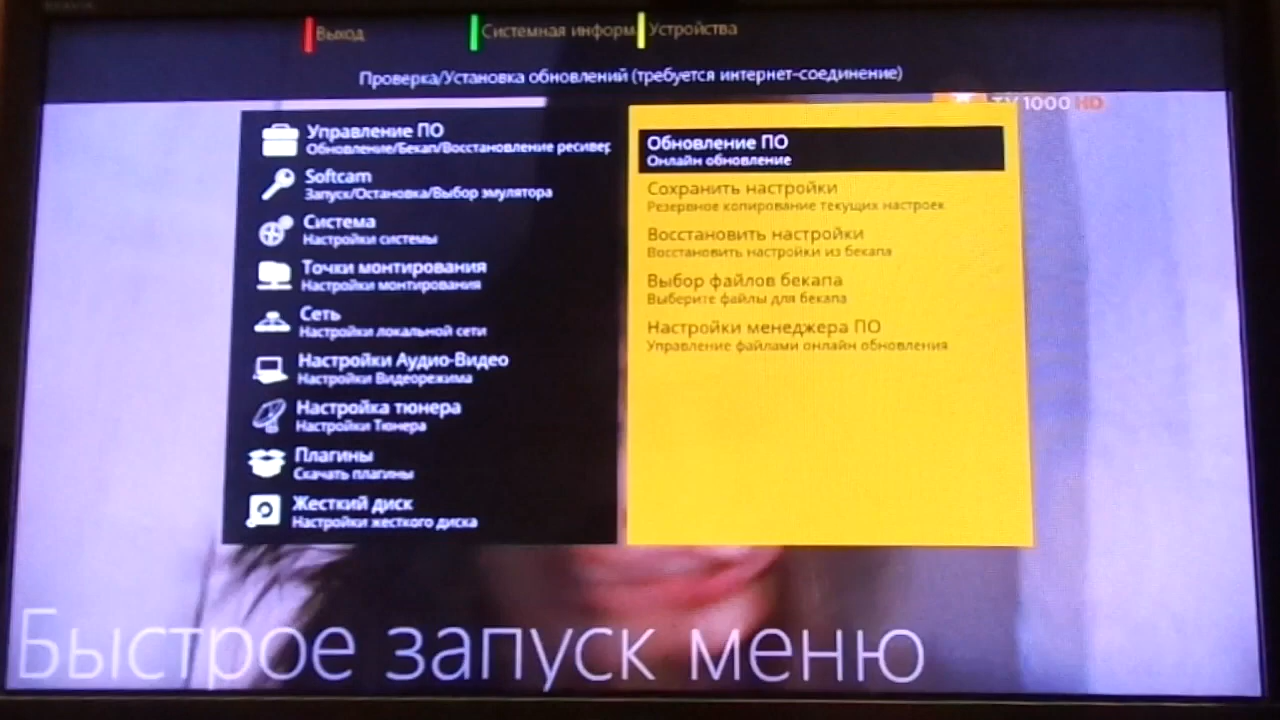 Выход
Системная информ
Устройства
Проверка/Установка обновлений (требуется интернет-соединение)
TV 1000 HD
Управление ПО
Обновление/Бекап/Восстановление ресивер
Softcam
Запуск/Остановка/Выбор эмулятора
Система
Настройки системы
Точки монтирования
Настройки монтирования
Сеть
Настройки локальной сети
Настройки Аудио-Видео
Настройки Видеорежима
Настройка тюнера
Настройки Тюнера
Плагины
Скачать плагины
Жесткий диск
Настройки жесткого диска
Обновление ПО
Онлайн обновление
Сохранить настройки
Резервное копирование текущих настроек
Восстановить настройки
Восстановить настройки из бекапа
Выбор файлов бекапа
Выберите файлы для бекапа
Настройки менеджера ПО
Управление файлами онлайн обновления
Быстрое запуск меню